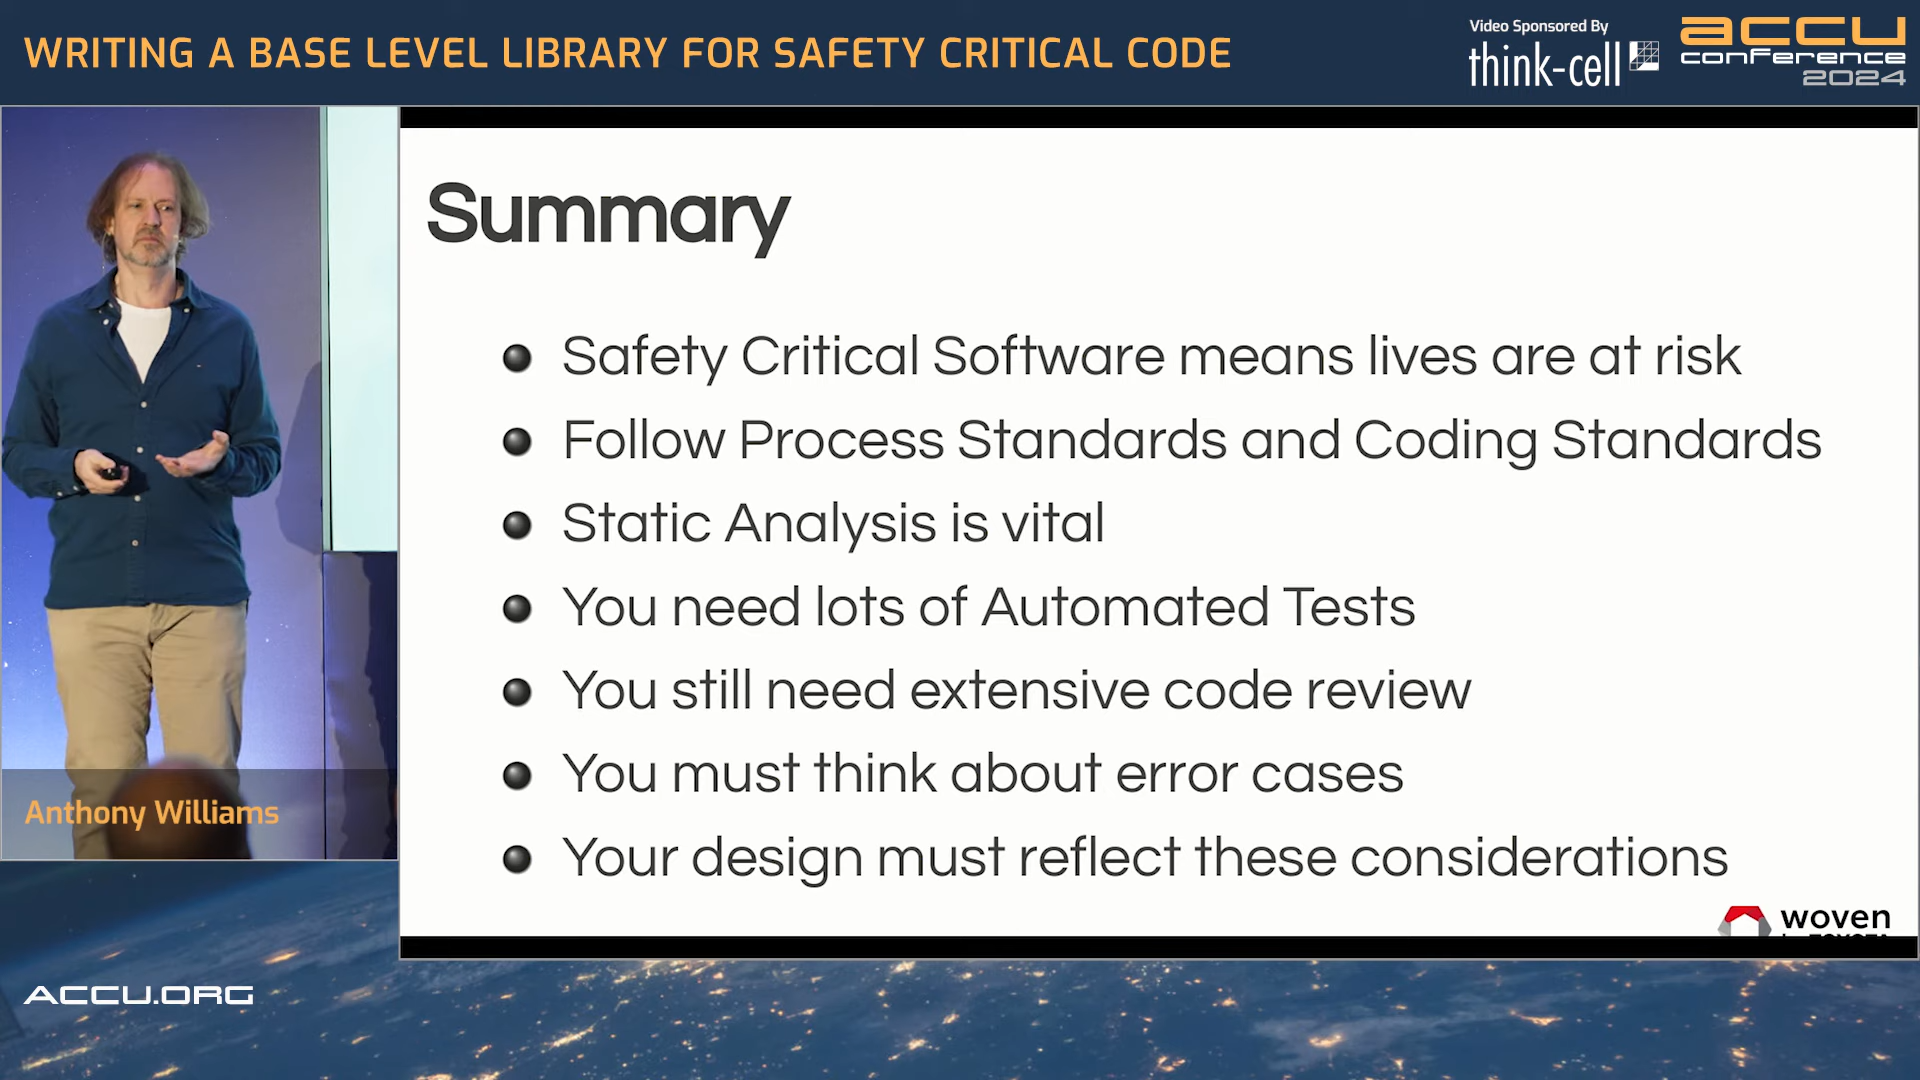 WRITING A BASE LEVEL LIBRARY FOR SAFETY CRITICAL CODE
Video Sponsored By
think-cell
accu
conference
2024
Summary
Safety Critical Software means lives are at risk
Follow Process Standards and Coding Standards
Static Analysis is vital
You need lots of Automated Tests
You still need extensive code review
You must think about error cases
Your design must reflect these considerations
woven
Anthony Williams
ACCU.ORG